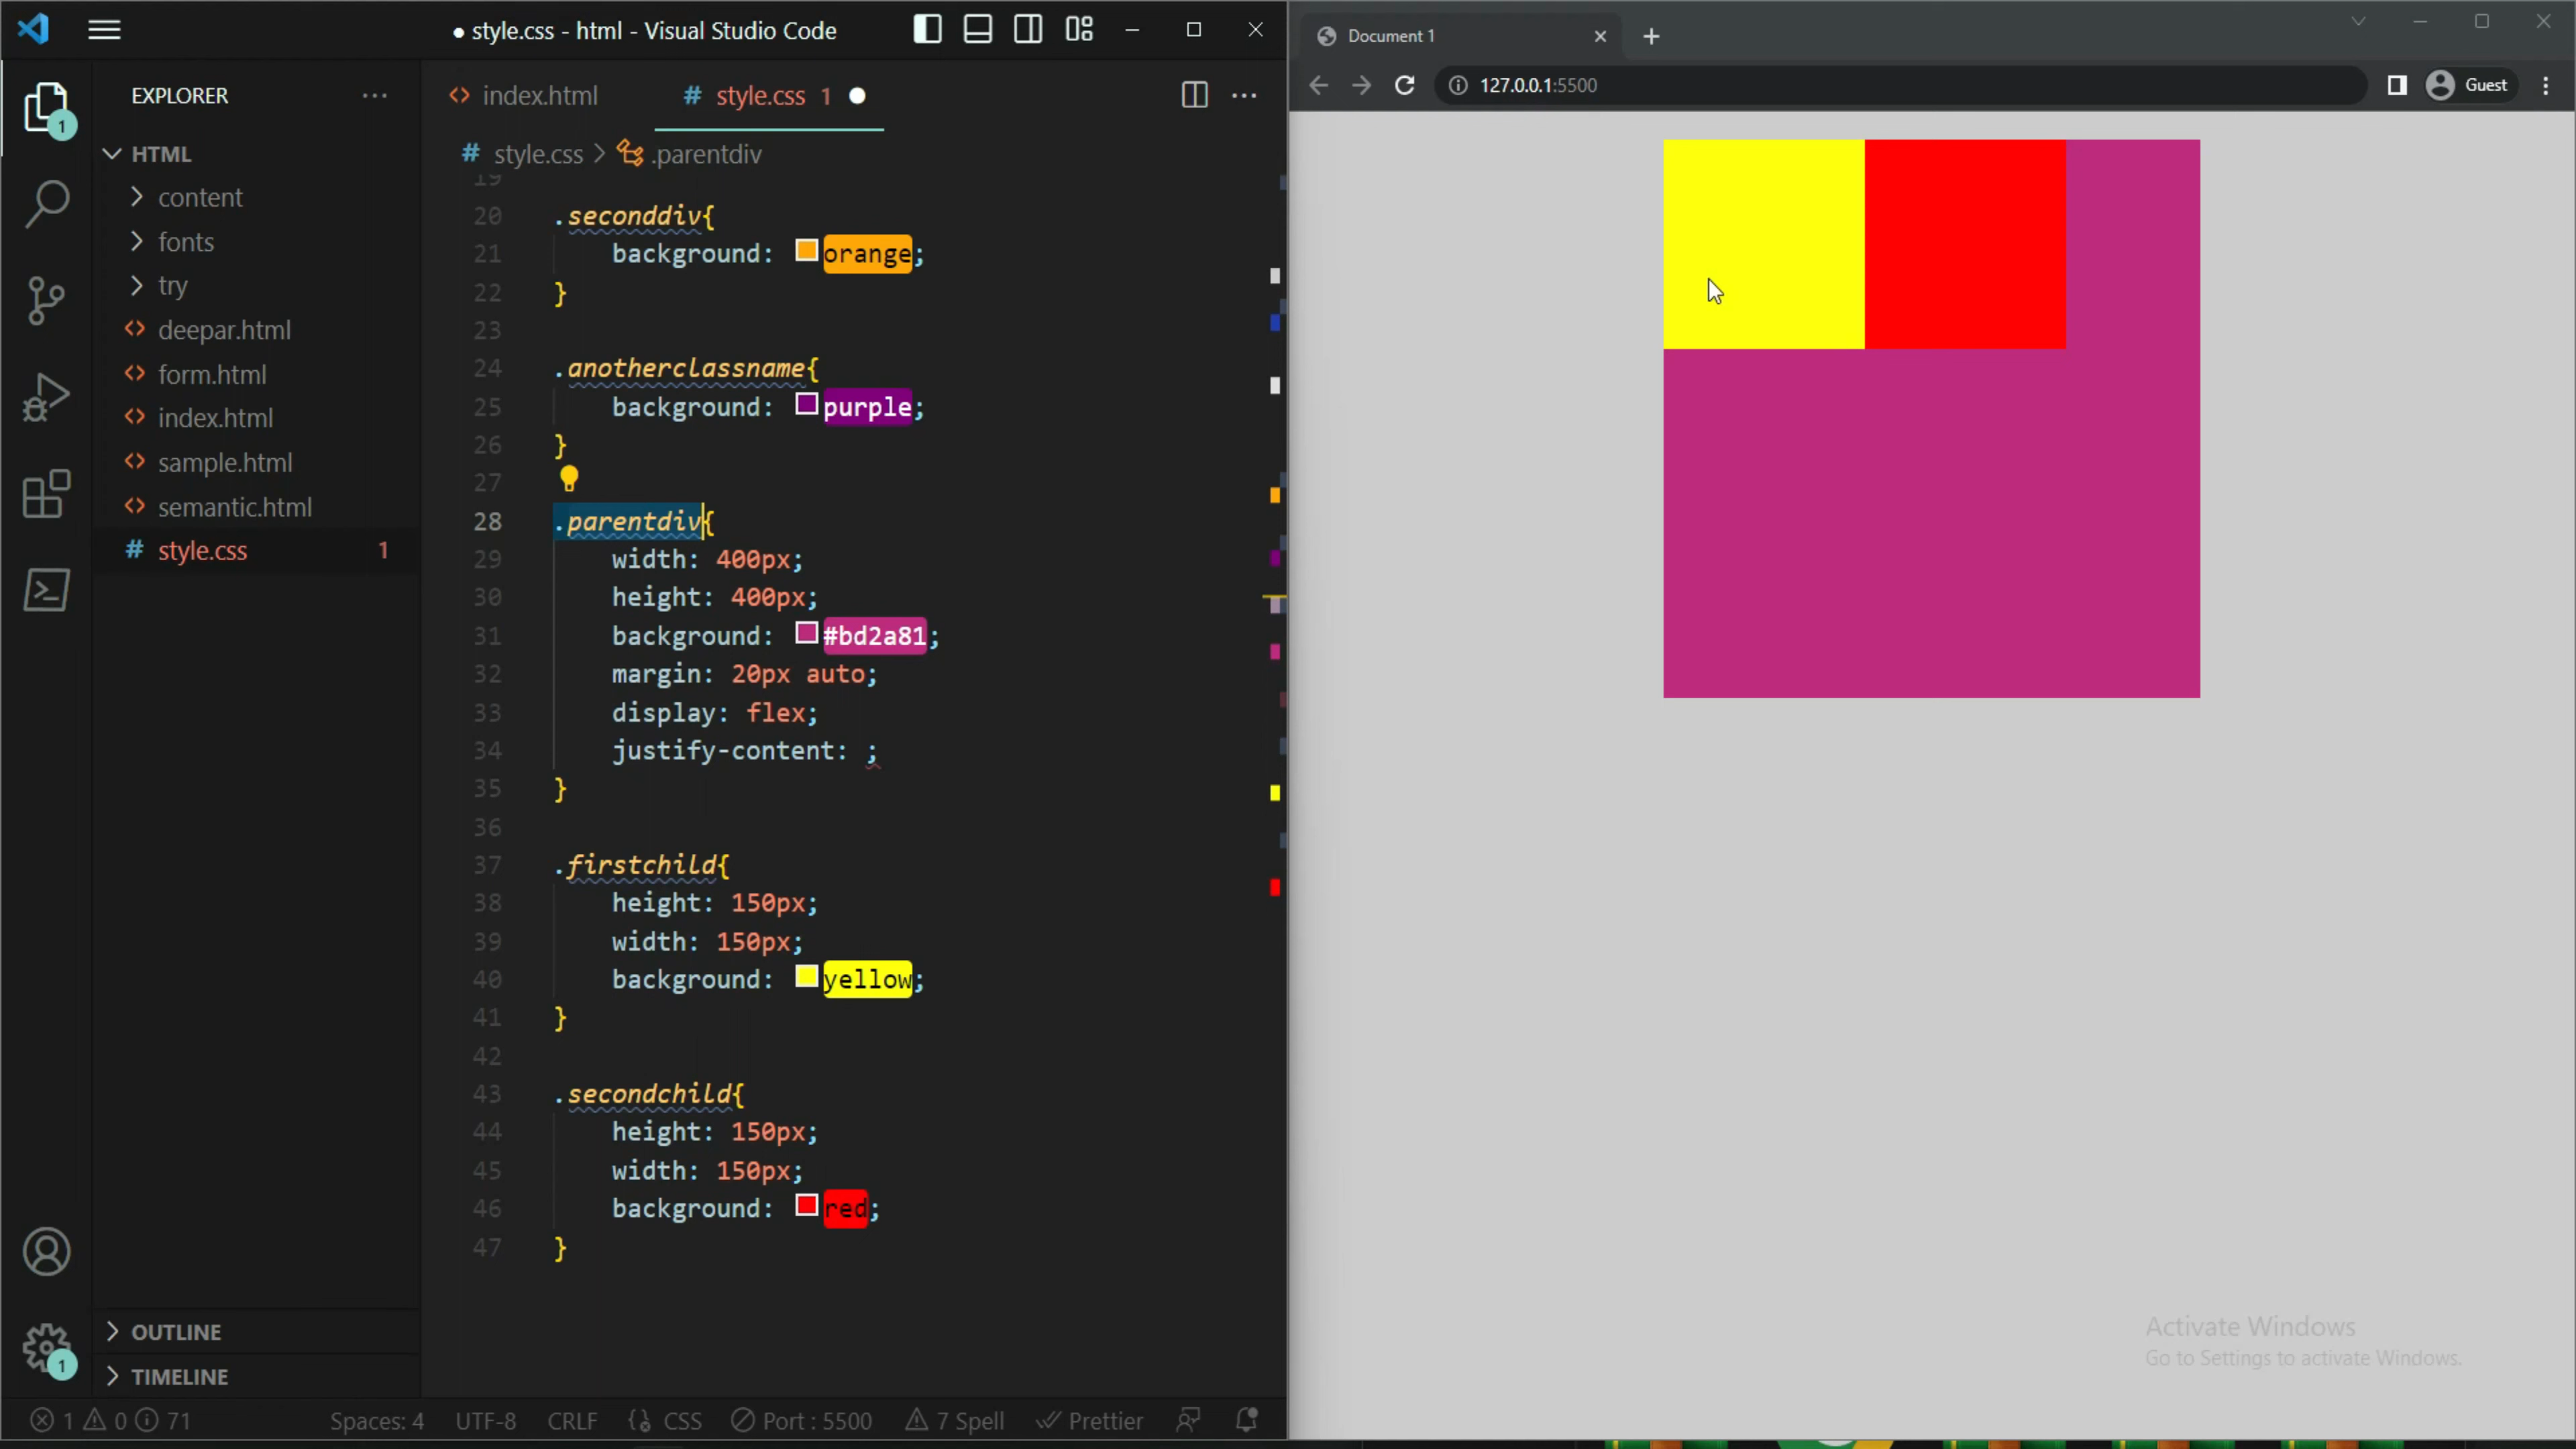 ● style.css - html - Visual Studio Code
EXPLORER
HTML
content
fonts
try
deepar.html
form.html
index.html
sample.html
semantic.html
# style.css 1
OUTLINE
TIMELINE
1
1
index.html
# style.css 1 ●
# style.css > .parentdiv
19
20 .seconddiv{
21 background: orange;
22 }
23
24 .anotherclassname{
25 background: purple;
26 }
27
28 .parentdiv{
29 width: 400px;
30 height: 400px;
31 background: #bd2a81;
32 margin: 20px auto;
33 display: flex;
34 justify-content: ;
35 }
36
37 .firstchild{
38 height: 150px;
39 width: 150px;
40 background: yellow;
41 }
42
43 .secondchild{
44 height: 150px;
45 width: 150px;
46 background: red;
47 }
1 0 71 Spaces: 4 UTF-8 CRLF CSS Port : 5500 7 Spell Prettier
Document 1
127.0.0.1:5500
Guest
Activate Windows
Go to Settings to activate Windows.